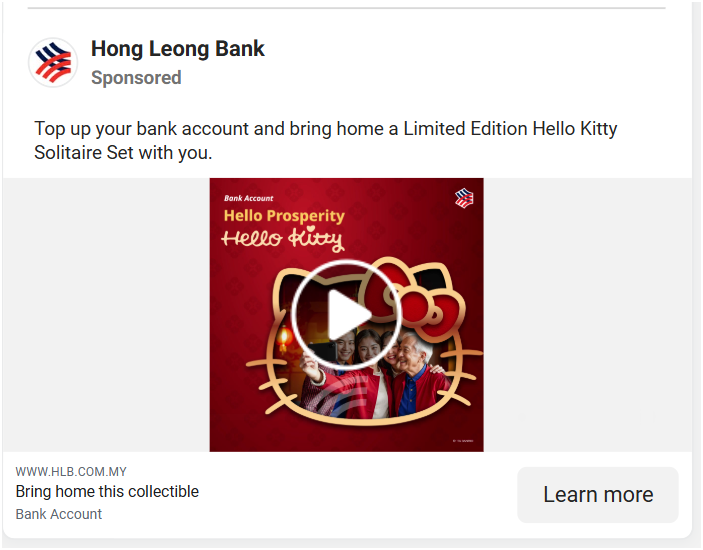 Hong Leong Bank
Sponsored
Top up your bank account and bring home a Limited Edition Hello Kitty
Solitaire Set with you.
Bank Account
Hello Prosperity
Hello Kitty
WWW.HLB.COM.MY
Bring home this collectible
Bank Account
Learn more